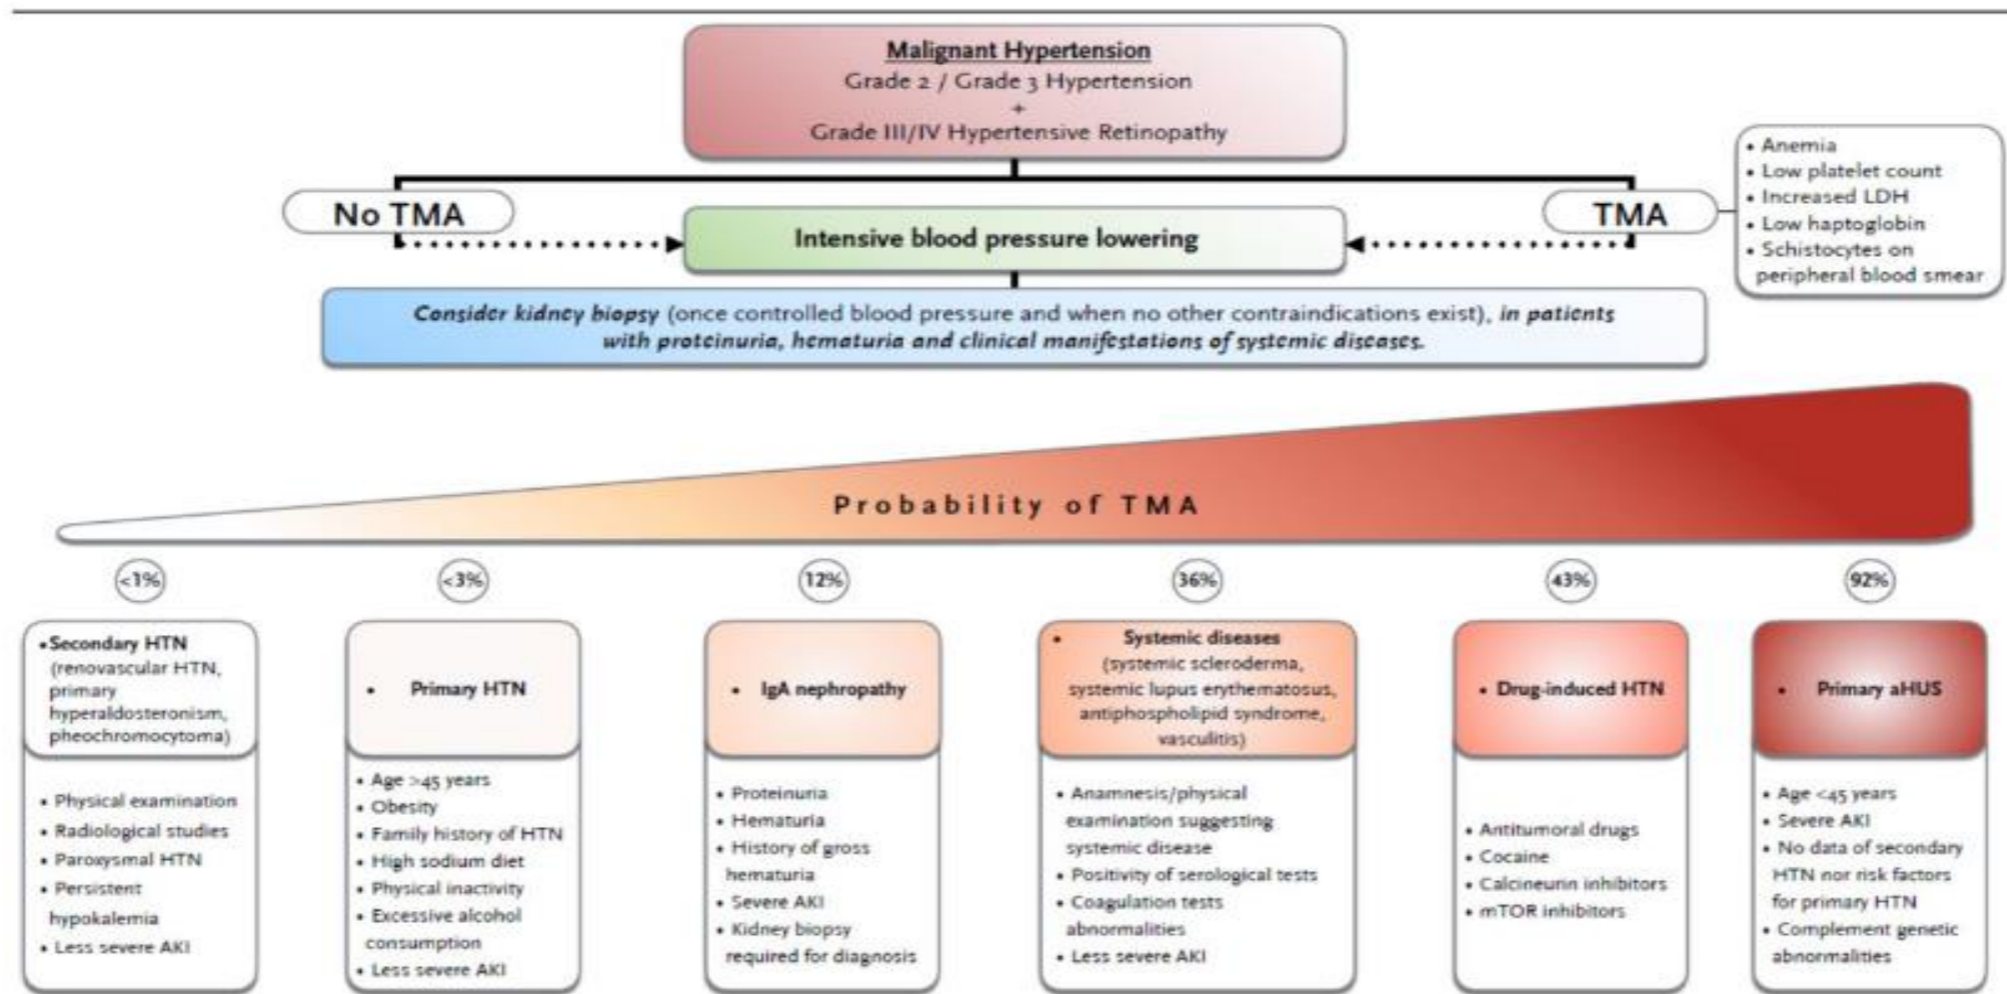 Malignant Hypertension
Grade 2 / Grade 3 Hypertension
+
Grade III/IV Hypertensive Retinopathy
No TMA
TMA
• Anemia
• Low platelet count
• Increased LDH
• Low haptoglobin
• Schistocytes on
peripheral blood smear
Intensive blood pressure lowering
Consider kidney biopsy (once controlled blood pressure and when no other contraindications exist), in patients
with proteinuria, hematuria and clinical manifestations of systemic diseases.
Probability of TMA
<1%
<3%
12%
36%
43%
92%
• Secondary HTN
(renovascular HTN,
primary
hyperaldosteronism,
pheochromocytoma)
• Physical examination
• Radiological studies
• Paroxysmal HTN
• Persistent
hypokalemia
• Less severe AKI
• Primary HTN
• Age >45 years
• Obesity
• Family history of HTN
• High sodium diet
• Physical inactivity
• Excessive alcohol
consumption
• Less severe AKI
• IgA nephropathy
• Proteinuria
• Hematuria
• History of gross
hematuria
• Severe AKI
• Kidney biopsy
required for diagnosis
• Systemic diseases
(systemic scleroderma,
systemic lupus erythematosus,
antiphospholipid syndrome,
vasculitis)
• Anamnesis/physical
examination suggesting
systemic disease
• Positivity of serological tests
• Coagulation tests
abnormalities
• Less severe AKI
• Drug-induced HTN
• Antitumoral drugs
• Cocaine
• Calcineurin inhibitors
• mTOR inhibitors
• Primary aHUS
• Age <45 years
• Severe AKI
• No data of secondary
HTN nor risk factors
for primary HTN
• Complement genetic
abnormalities